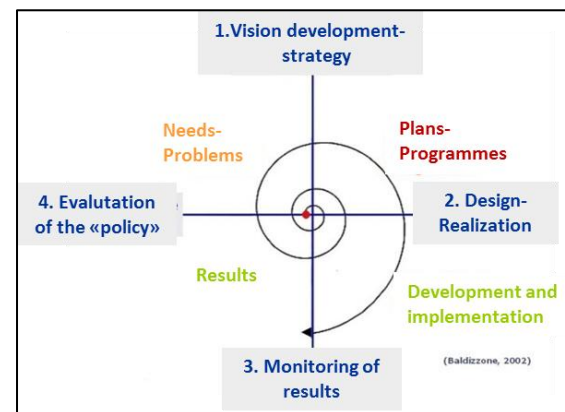 1.Vision development-
strategy
Needs-
Problems
Plans-
Programmes
4. Evalutation
of the «policy»
2. Design-
Realization
Results
Development and
implementation
3. Monitoring of
results
(Baldizzone, 2002)